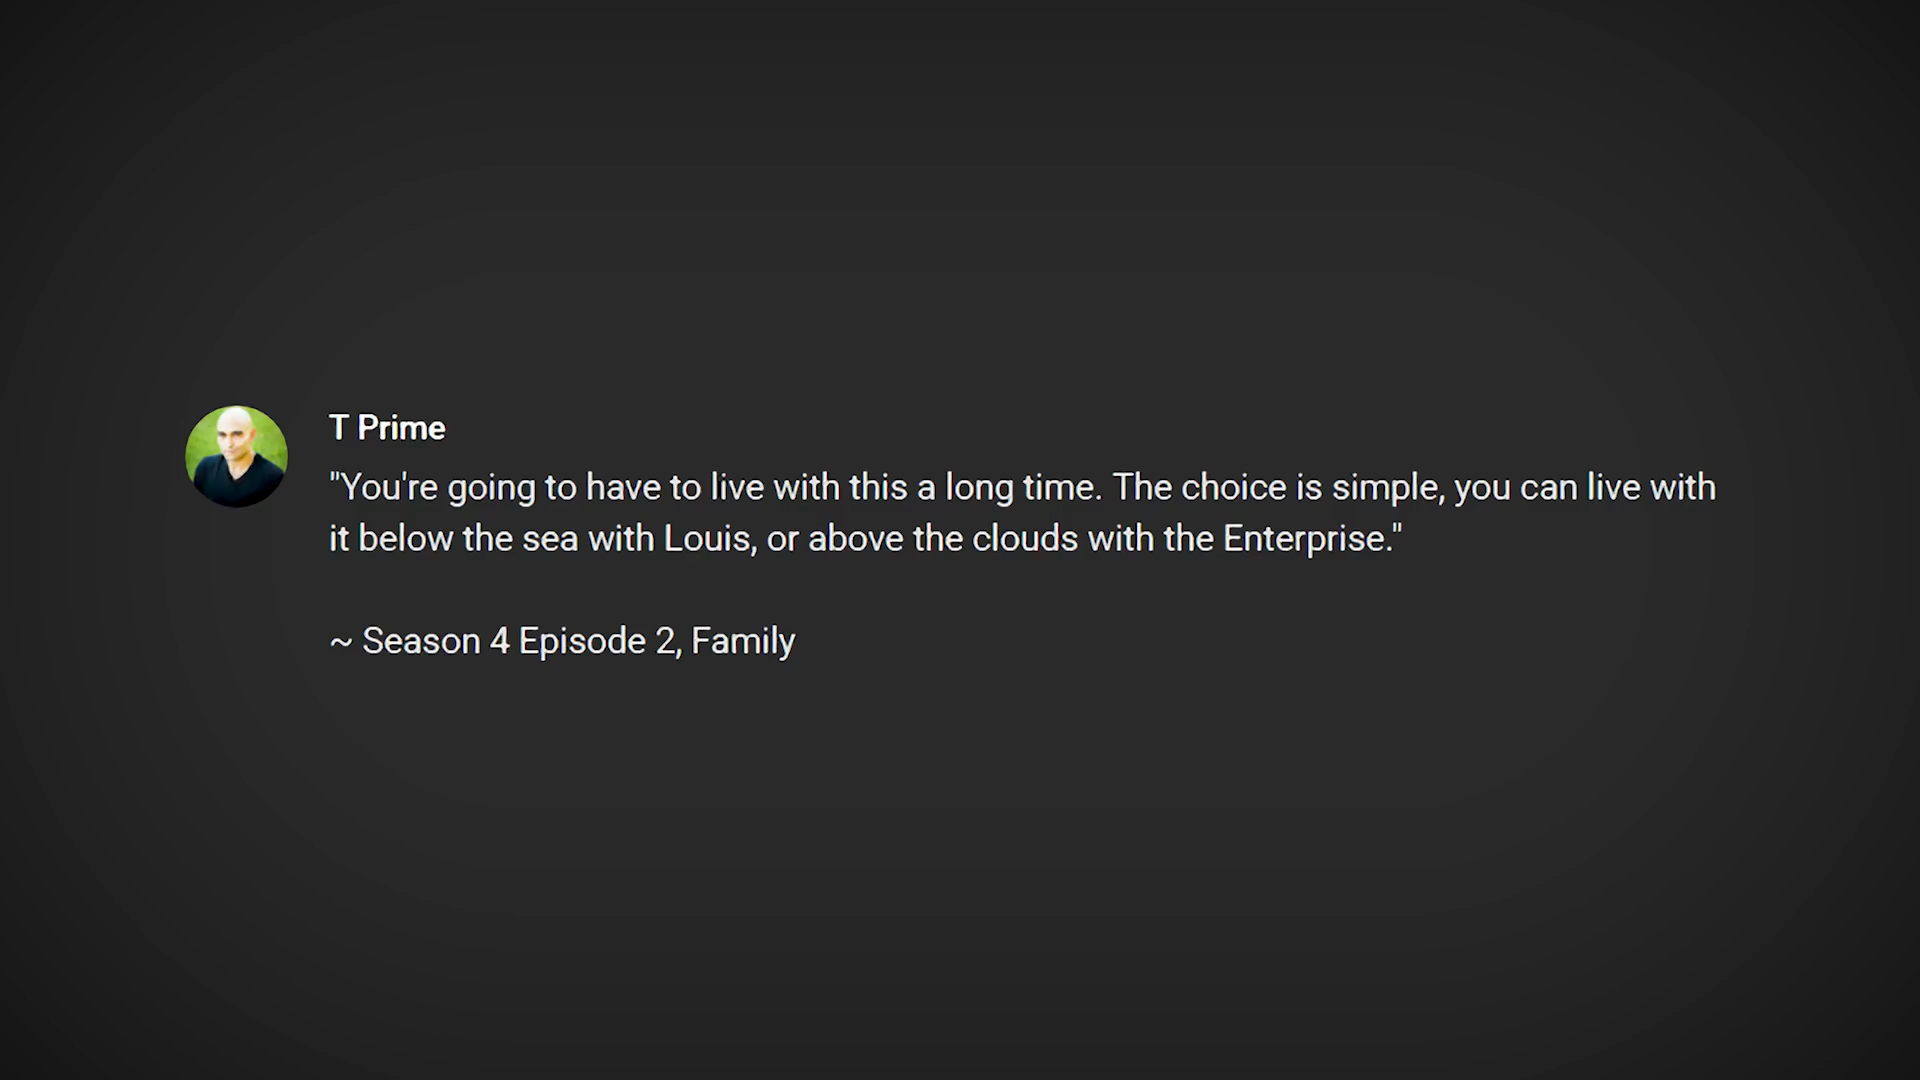 T Prime
"You're going to have to live with this a long time. The choice is simple, you can live with
it below the sea with Louis, or above the clouds with the Enterprise."
~ Season 4 Episode 2, Family